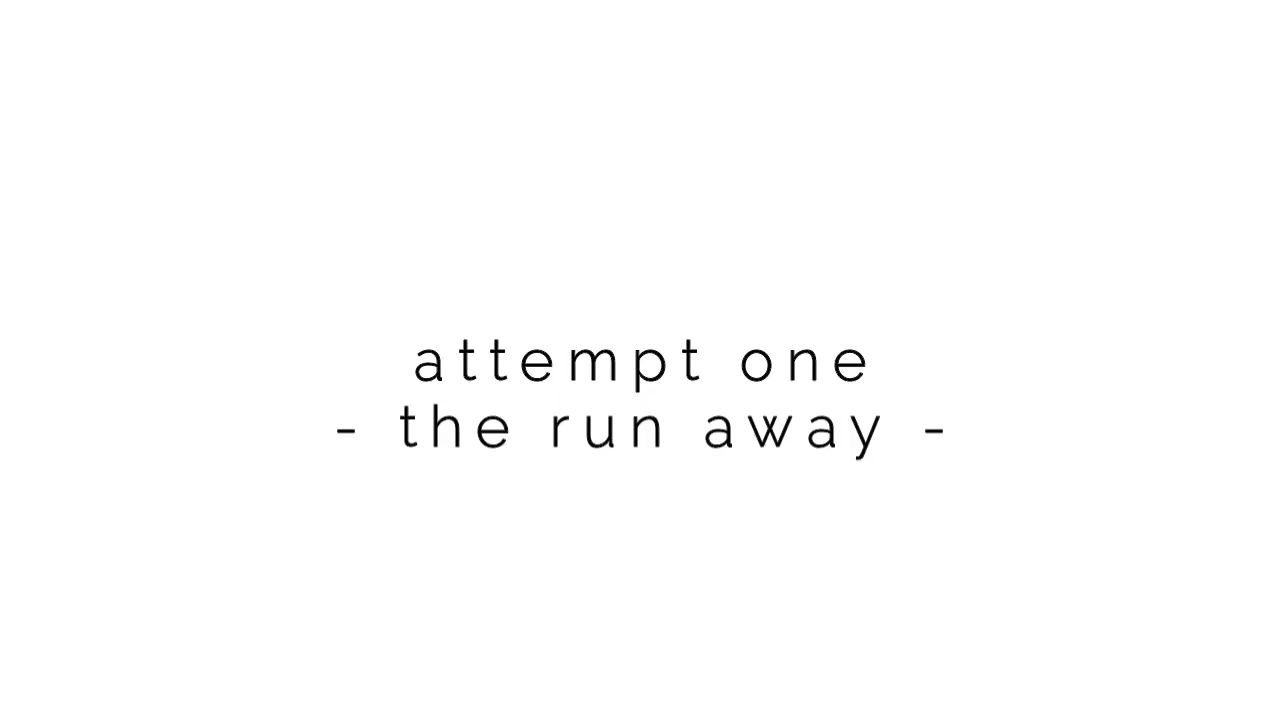 attempt one
- the run away -